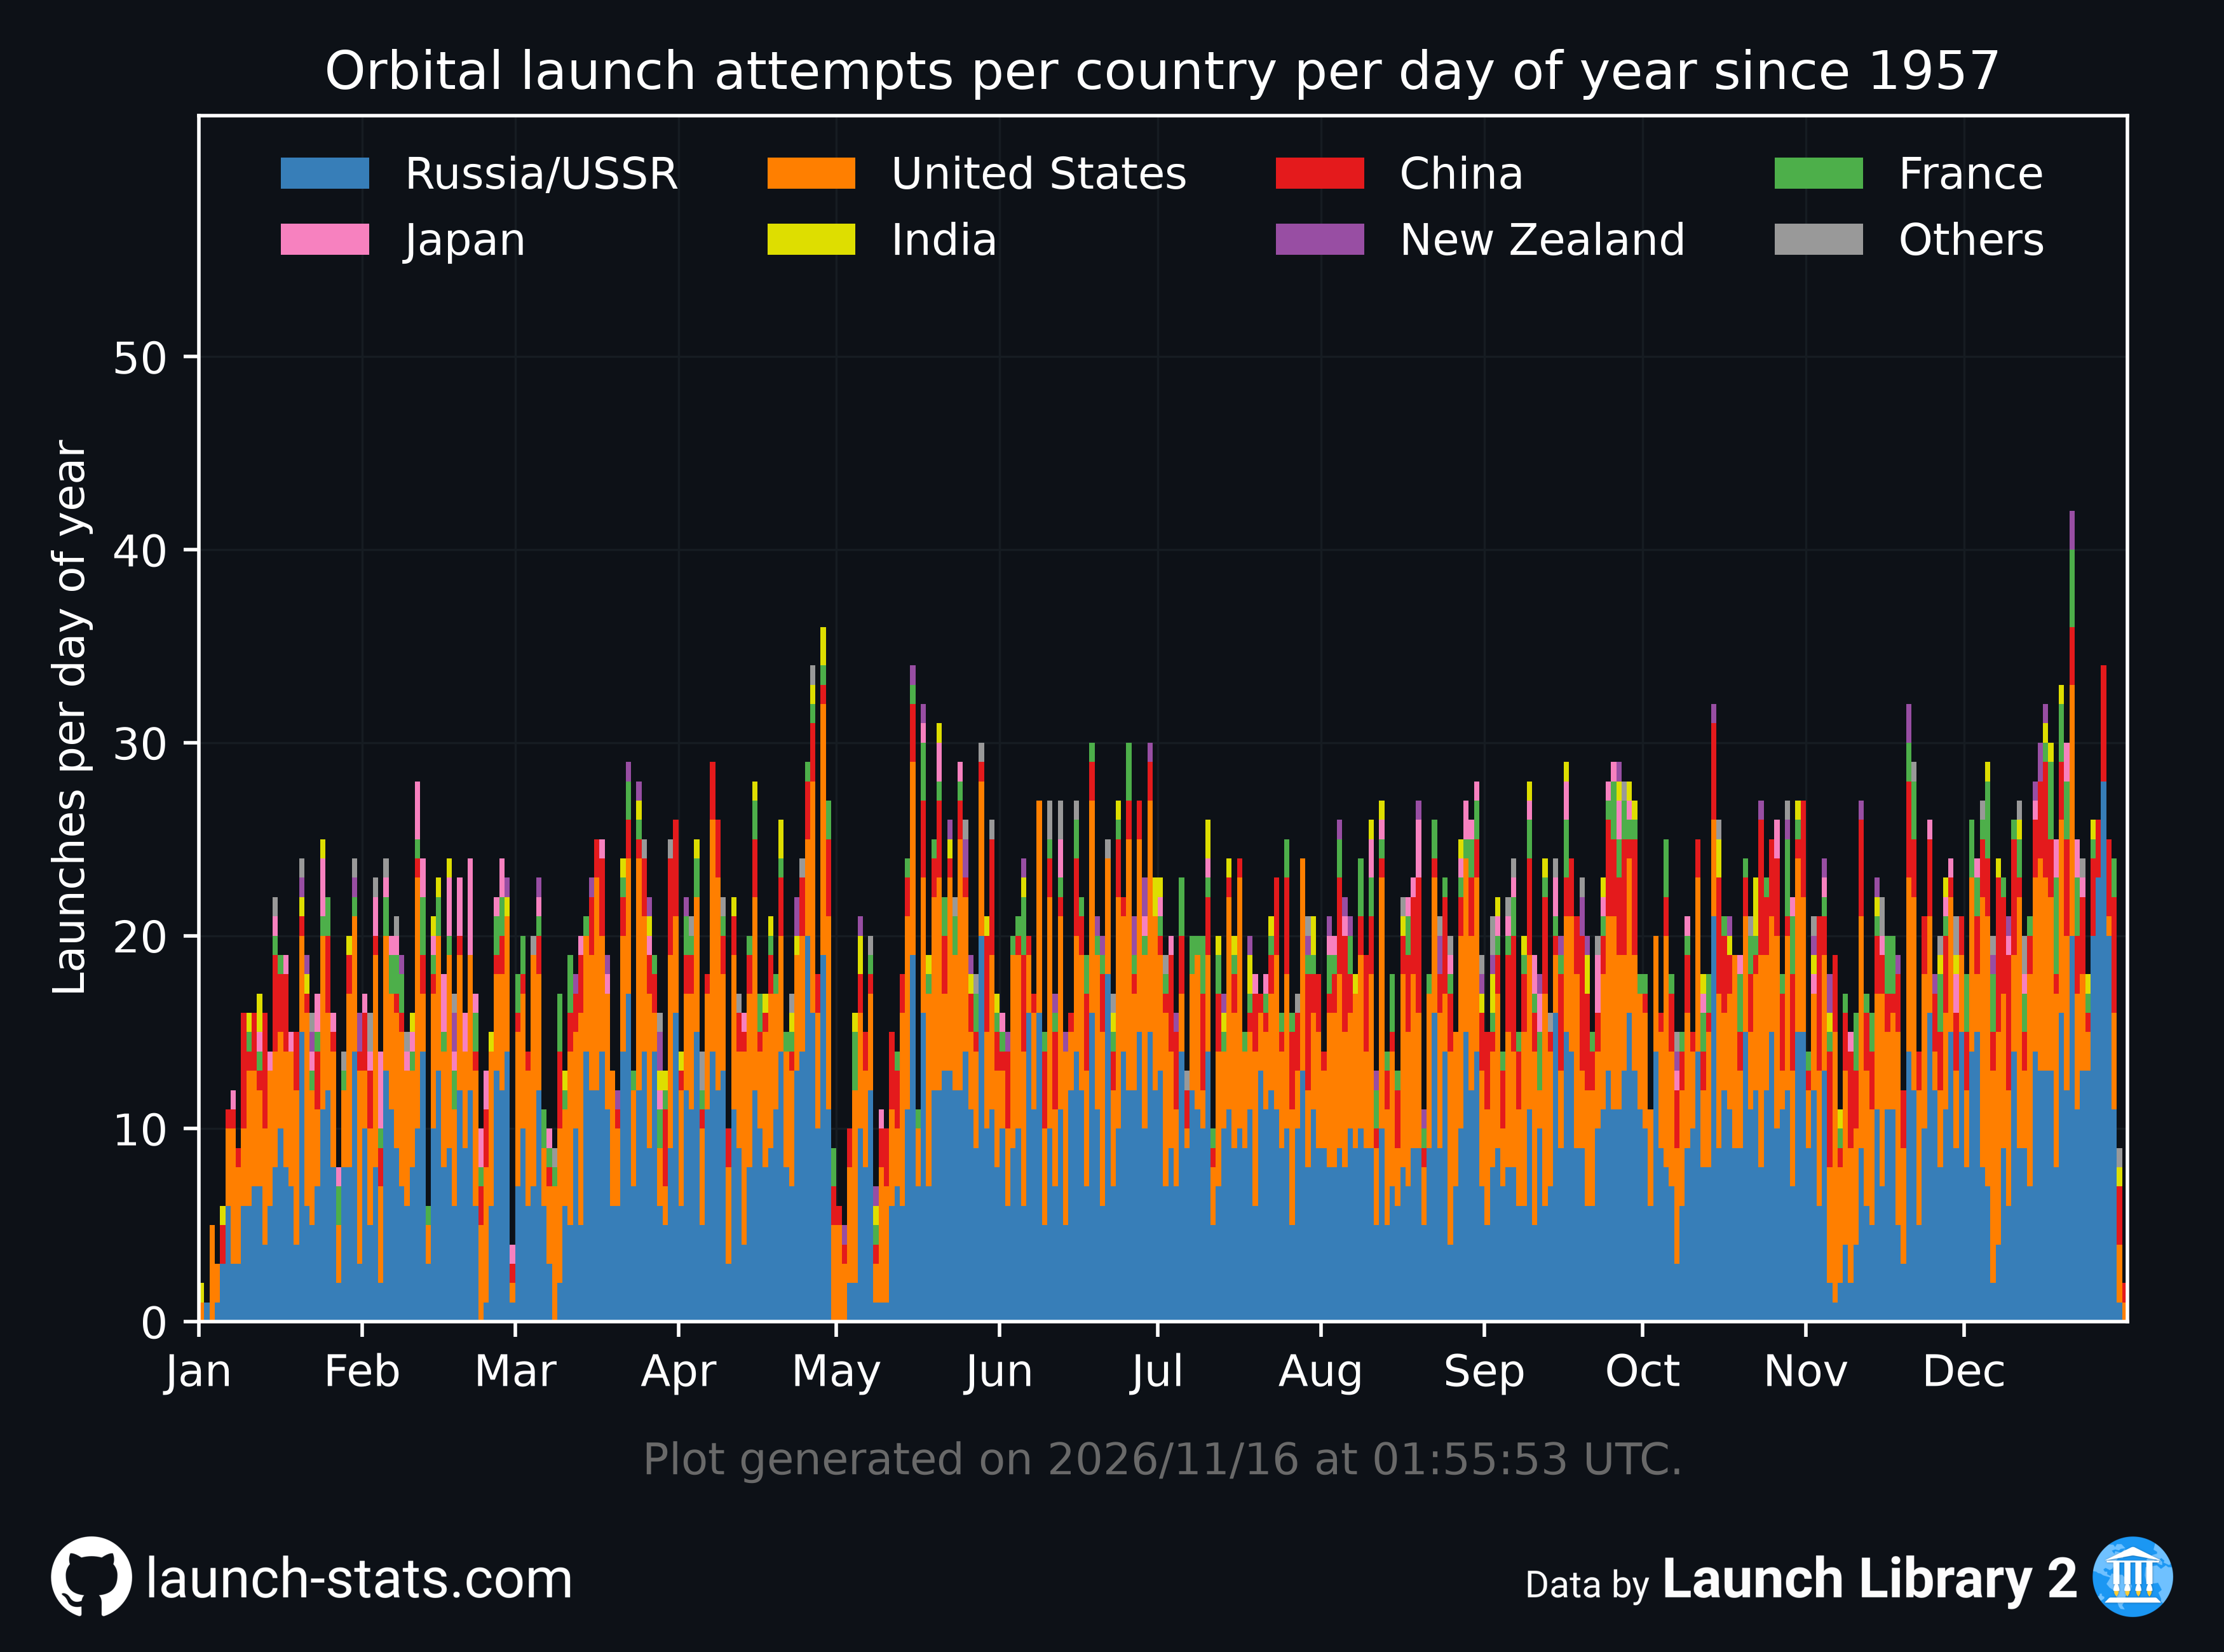 Orbital launch attempts per country per day of year since 1957
Russia/USSR United States China France
Japan India New Zealand Others
Launches per day of year
50
40
30
20
10
0
Jan Feb Mar Apr May Jun Jul Aug Sep Oct Nov Dec
Plot generated on 2026/11/16 at 01:55:53 UTC.
launch-stats.com
Data by Launch Library 2